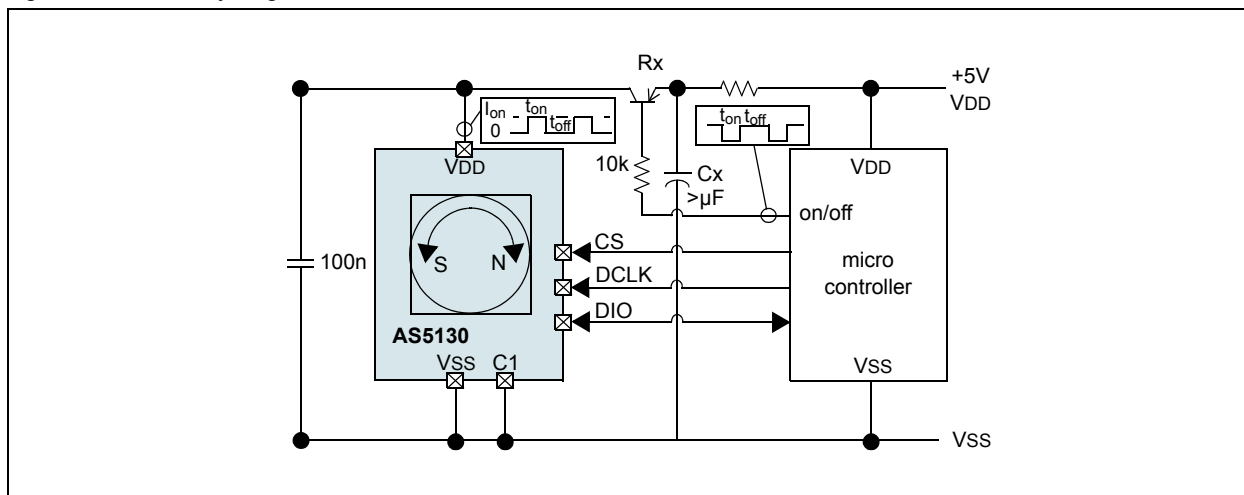 Rx
+5V
VDD
Ion
ton
toff
0
ton toff
VDD
10k
Cx
>µF
VDD
on/off
100n
S
N
CS
DCLK
DIO
micro
controller
AS5130
VSS
C1
VSS
VSS